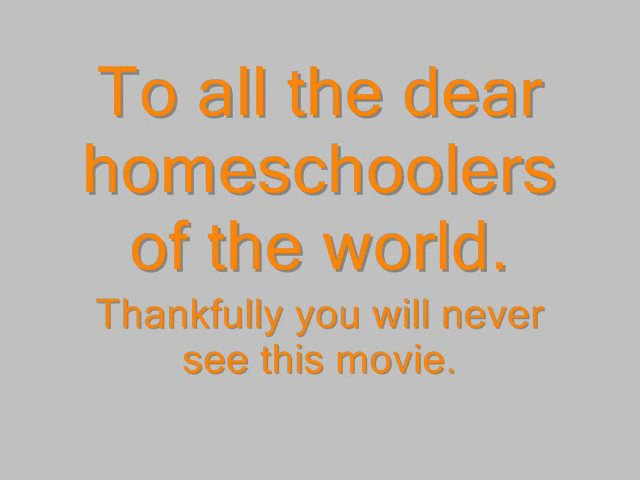 To all the dear
homeschoolers
of the world.
Thankfully you will never
see this movie.